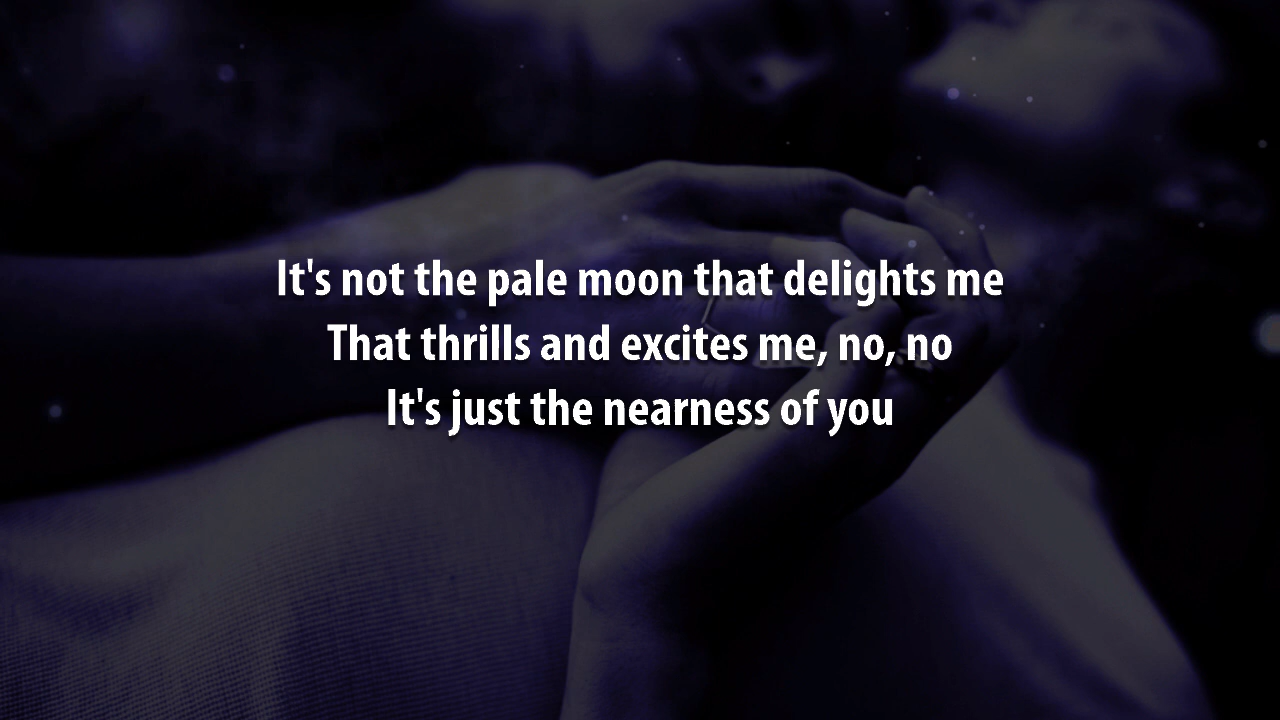 It's not the pale moon that delights me
That thrills and excites me, no, no
It's just the nearness of you